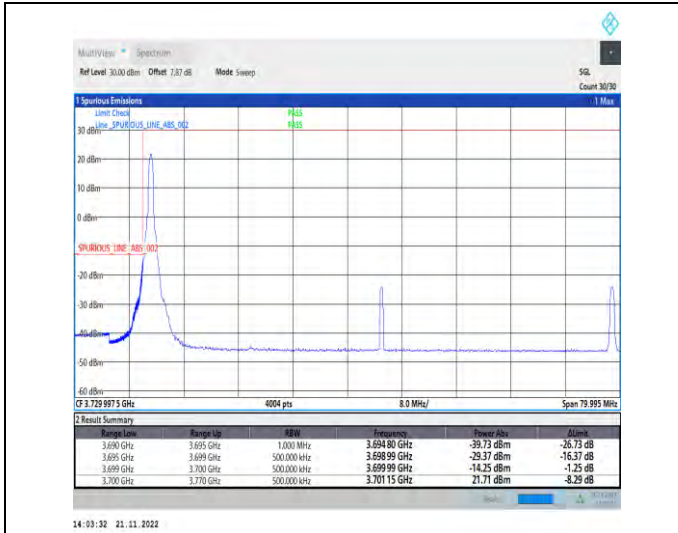 MultiView Spectrum
Ref Level 30.00 dBm Offset 7.87 dB Mode Sweep SGL
Count 30/30
1 Spurious Emissions 1 Max
Limit Check PASS
Line _SPURIOUS_LINE_ABS_002 PASS
30 dBm
20 dBm
10 dBm
0 dBm
_SPURIOUS_LINE_ABS_002
-20 dBm
-30 dBm
-40 dBm
-50 dBm
-60 dBm
CF 3.729 997 5 GHz 4004 pts 8.0 MHz/ Span 79.995 MHz
2 Result Summary
Range Low Range Up RBW Frequency Power Abs ΔLimit
3.690 GHz 3.695 GHz 1.000 MHz 3.694 80 GHz -39.73 dBm -26.73 dB
3.695 GHz 3.699 GHz 500.000 kHz 3.698 99 GHz -29.37 dBm -16.37 dB
3.699 GHz 3.700 GHz 500.000 kHz 3.699 99 GHz -14.25 dBm -1.25 dB
3.700 GHz 3.770 GHz 500.000 kHz 3.701 15 GHz 21.71 dBm -8.29 dB
14:03:32 21.11.2022